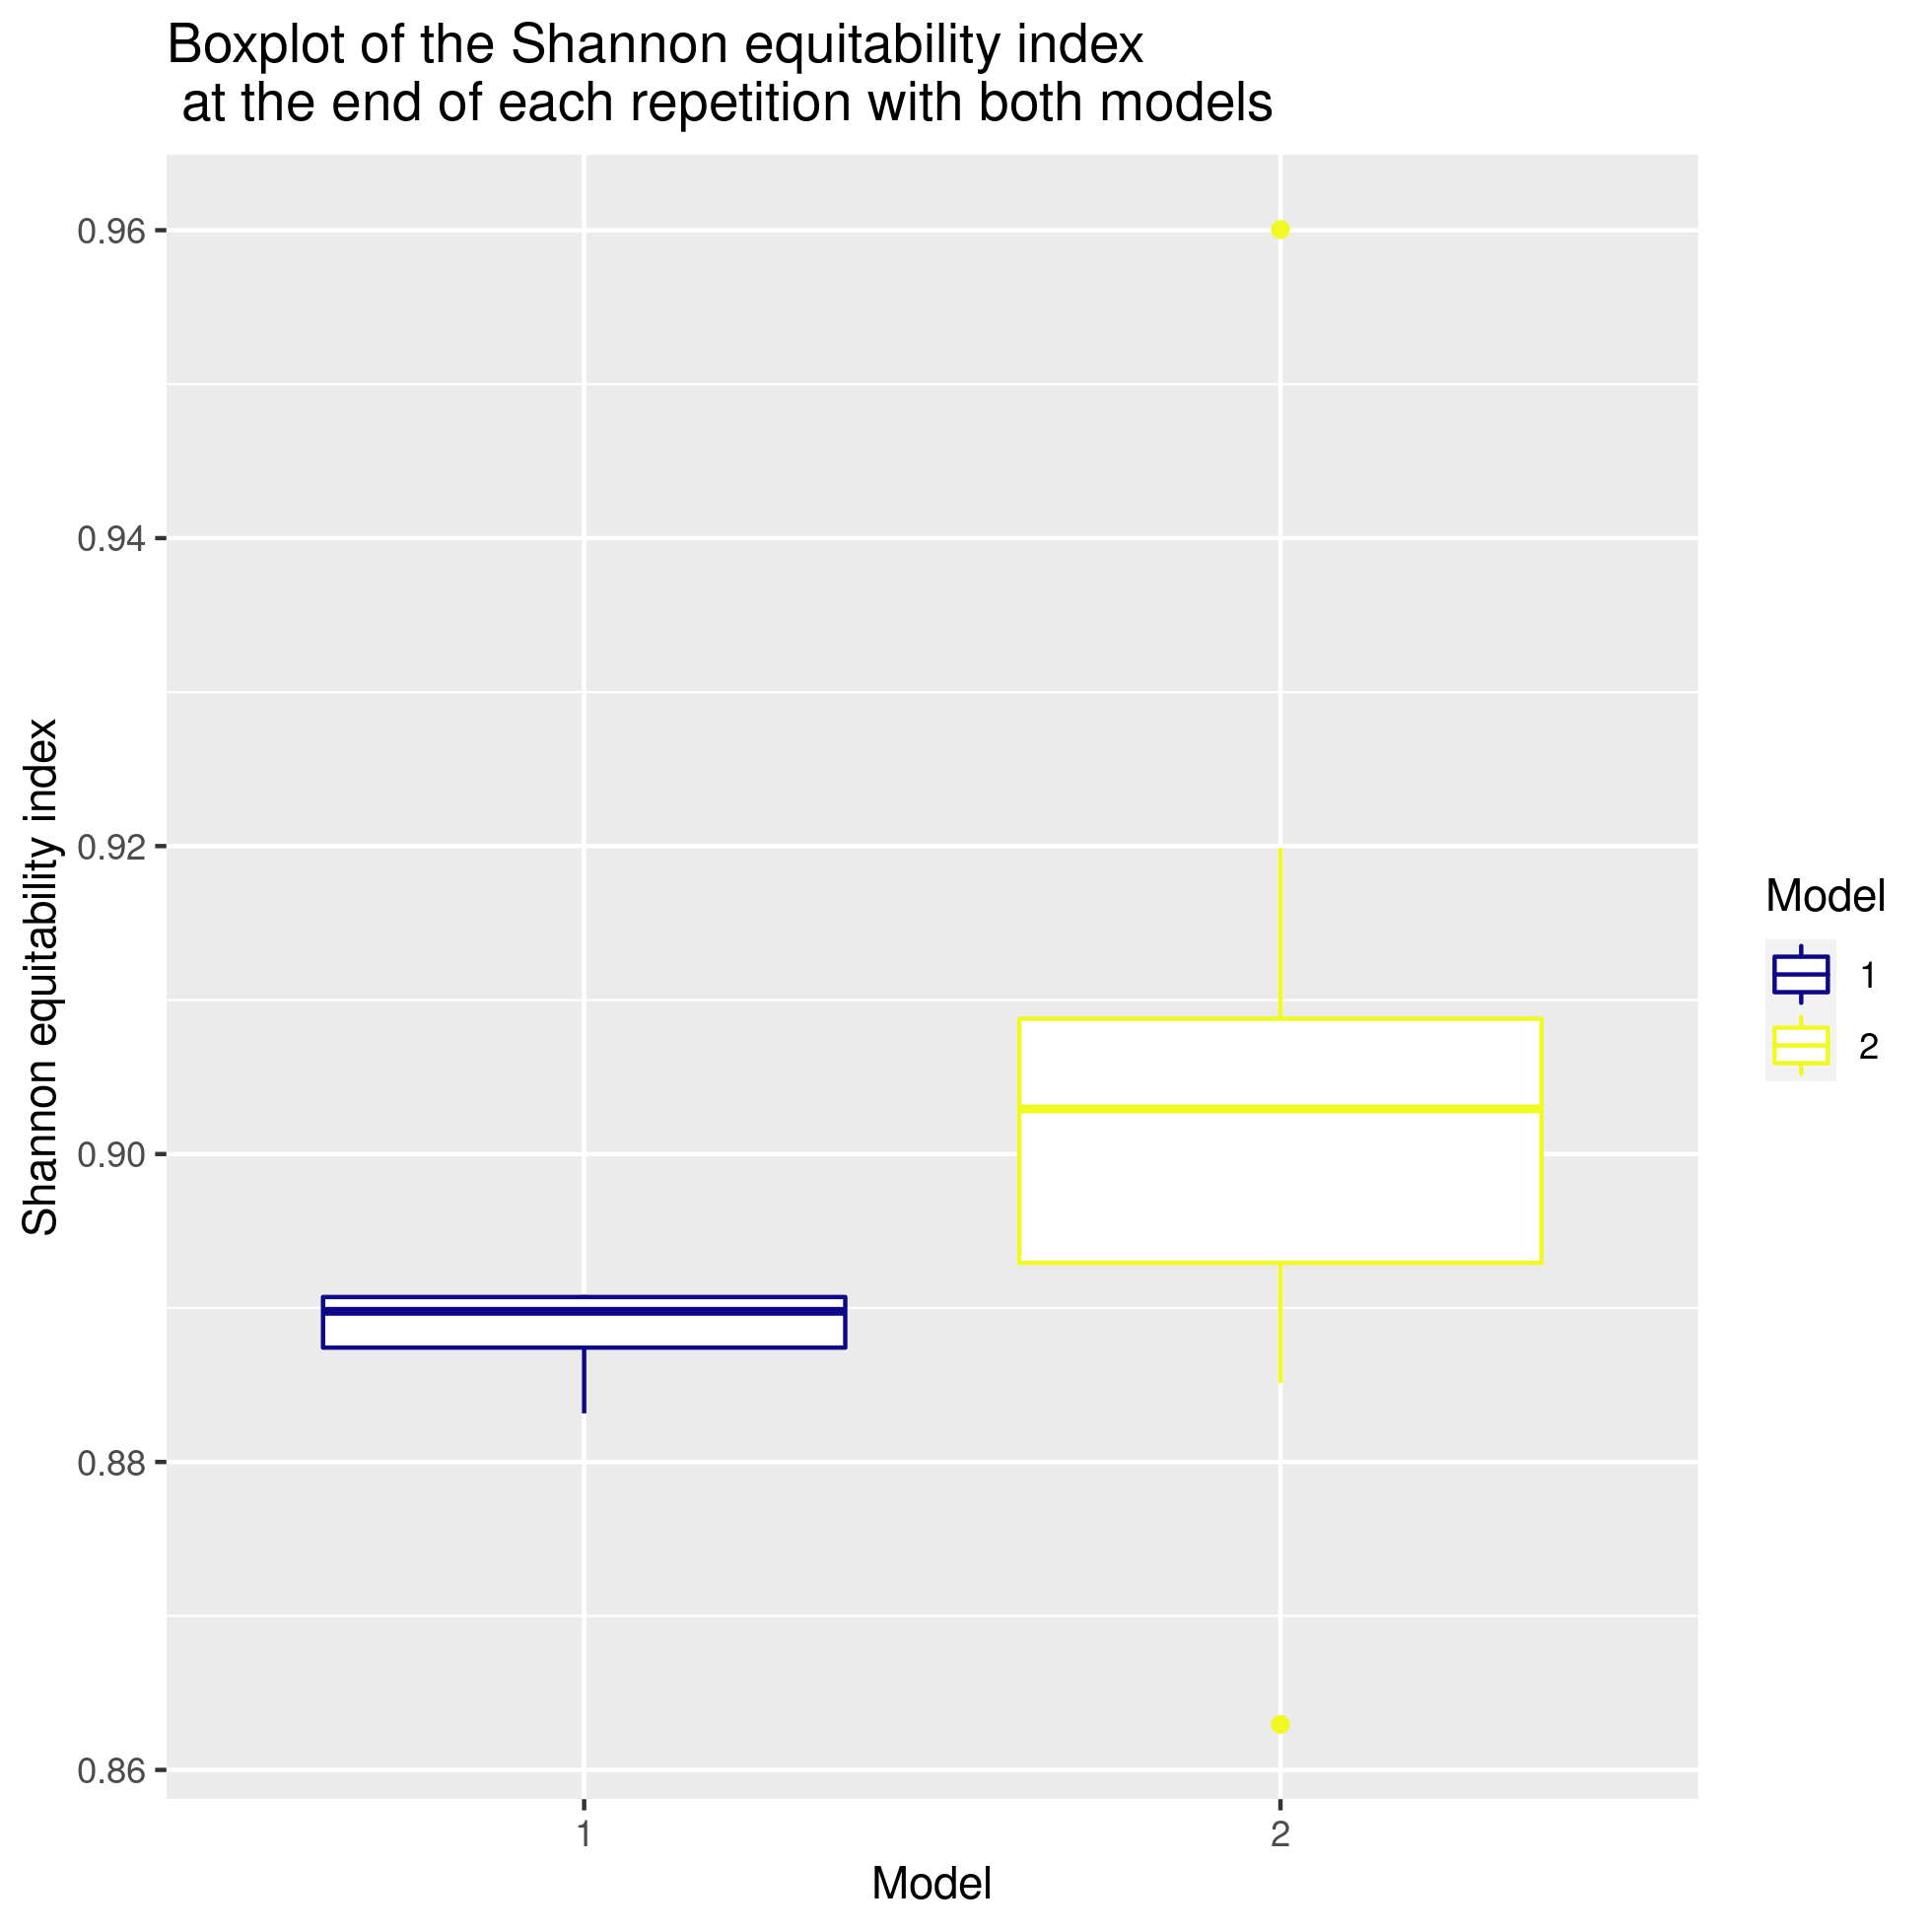 Boxplot of the Shannon equitability index
at the end of each repetition with both models
Shannon equitability index
0.96
0.94
0.92
0.90
0.88
0.86
1
2
Model
Model
1
2